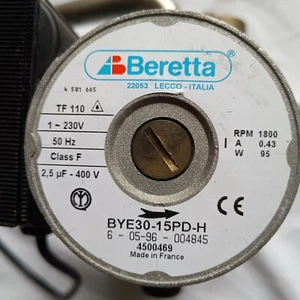 Beretta
22053 LECCO - ITALIA
4 501 665
TF 110
1 ~ 230V
50 Hz
Class F
2,5 µF - 400 V
RPM 1800
I A 0.43
W 95
BYE30-15PD-H
6 - 05-96 - 004845
4500469
Made in France
CE